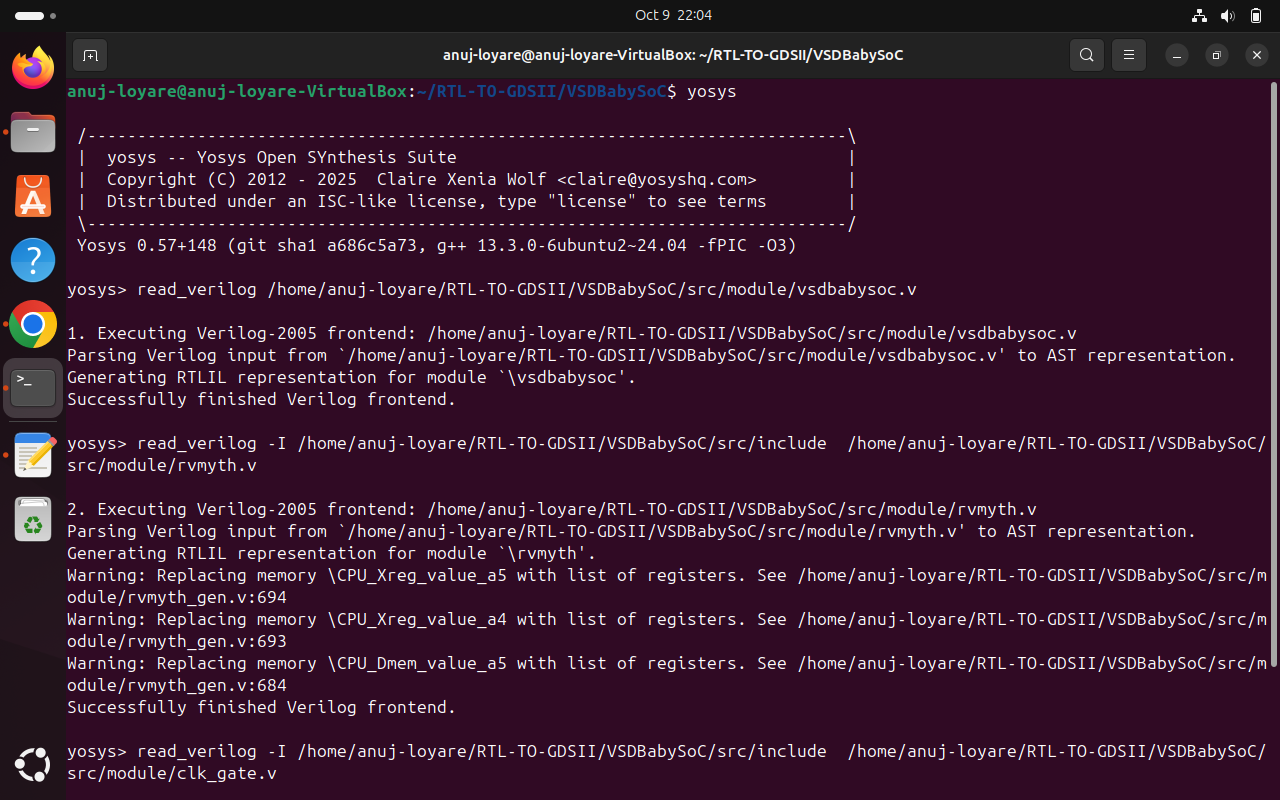 Oct 9 22:04
anuj-loyare@anuj-loyare-VirtualBox: ~/RTL-TO-GDSII/VSDBabySoC
anuj-loyare@anuj-loyare-VirtualBox:~/RTL-TO-GDSII/VSDBabySoC$ yosys
/----------------------------------------------------------------------------\
|  yosys -- Yosys Open SYnthesis Suite                                       |
|  Copyright (C) 2012 - 2025  Claire Xenia Wolf <claire@yosyshq.com>         |
|  Distributed under an ISC-like license, type "license" to see terms        |
\----------------------------------------------------------------------------/
Yosys 0.57+148 (git sha1 a686c5a73, g++ 13.3.0-6ubuntu2~24.04 -fPIC -O3)
yosys> read_verilog /home/anuj-loyare/RTL-TO-GDSII/VSDBabySoC/src/module/vsdbabysoc.v
1. Executing Verilog-2005 frontend: /home/anuj-loyare/RTL-TO-GDSII/VSDBabySoC/src/module/vsdbabysoc.v
Parsing Verilog input from `/home/anuj-loyare/RTL-TO-GDSII/VSDBabySoC/src/module/vsdbabysoc.v' to AST representation.
Generating RTLIL representation for module `\vsdbabysoc'.
Successfully finished Verilog frontend.
yosys> read_verilog -I /home/anuj-loyare/RTL-TO-GDSII/VSDBabySoC/src/include  /home/anuj-loyare/RTL-TO-GDSII/VSDBabySoC/
src/module/rvmyth.v
2. Executing Verilog-2005 frontend: /home/anuj-loyare/RTL-TO-GDSII/VSDBabySoC/src/module/rvmyth.v
Parsing Verilog input from `/home/anuj-loyare/RTL-TO-GDSII/VSDBabySoC/src/module/rvmyth.v' to AST representation.
Generating RTLIL representation for module `\rvmyth'.
Warning: Replacing memory \CPU_Xreg_value_a5 with list of registers. See /home/anuj-loyare/RTL-TO-GDSII/VSDBabySoC/src/m
odule/rvmyth_gen.v:694
Warning: Replacing memory \CPU_Xreg_value_a4 with list of registers. See /home/anuj-loyare/RTL-TO-GDSII/VSDBabySoC/src/m
odule/rvmyth_gen.v:693
Warning: Replacing memory \CPU_Dmem_value_a5 with list of registers. See /home/anuj-loyare/RTL-TO-GDSII/VSDBabySoC/src/m
odule/rvmyth_gen.v:684
Successfully finished Verilog frontend.
yosys> read_verilog -I /home/anuj-loyare/RTL-TO-GDSII/VSDBabySoC/src/include  /home/anuj-loyare/RTL-TO-GDSII/VSDBabySoC/
src/module/clk_gate.v